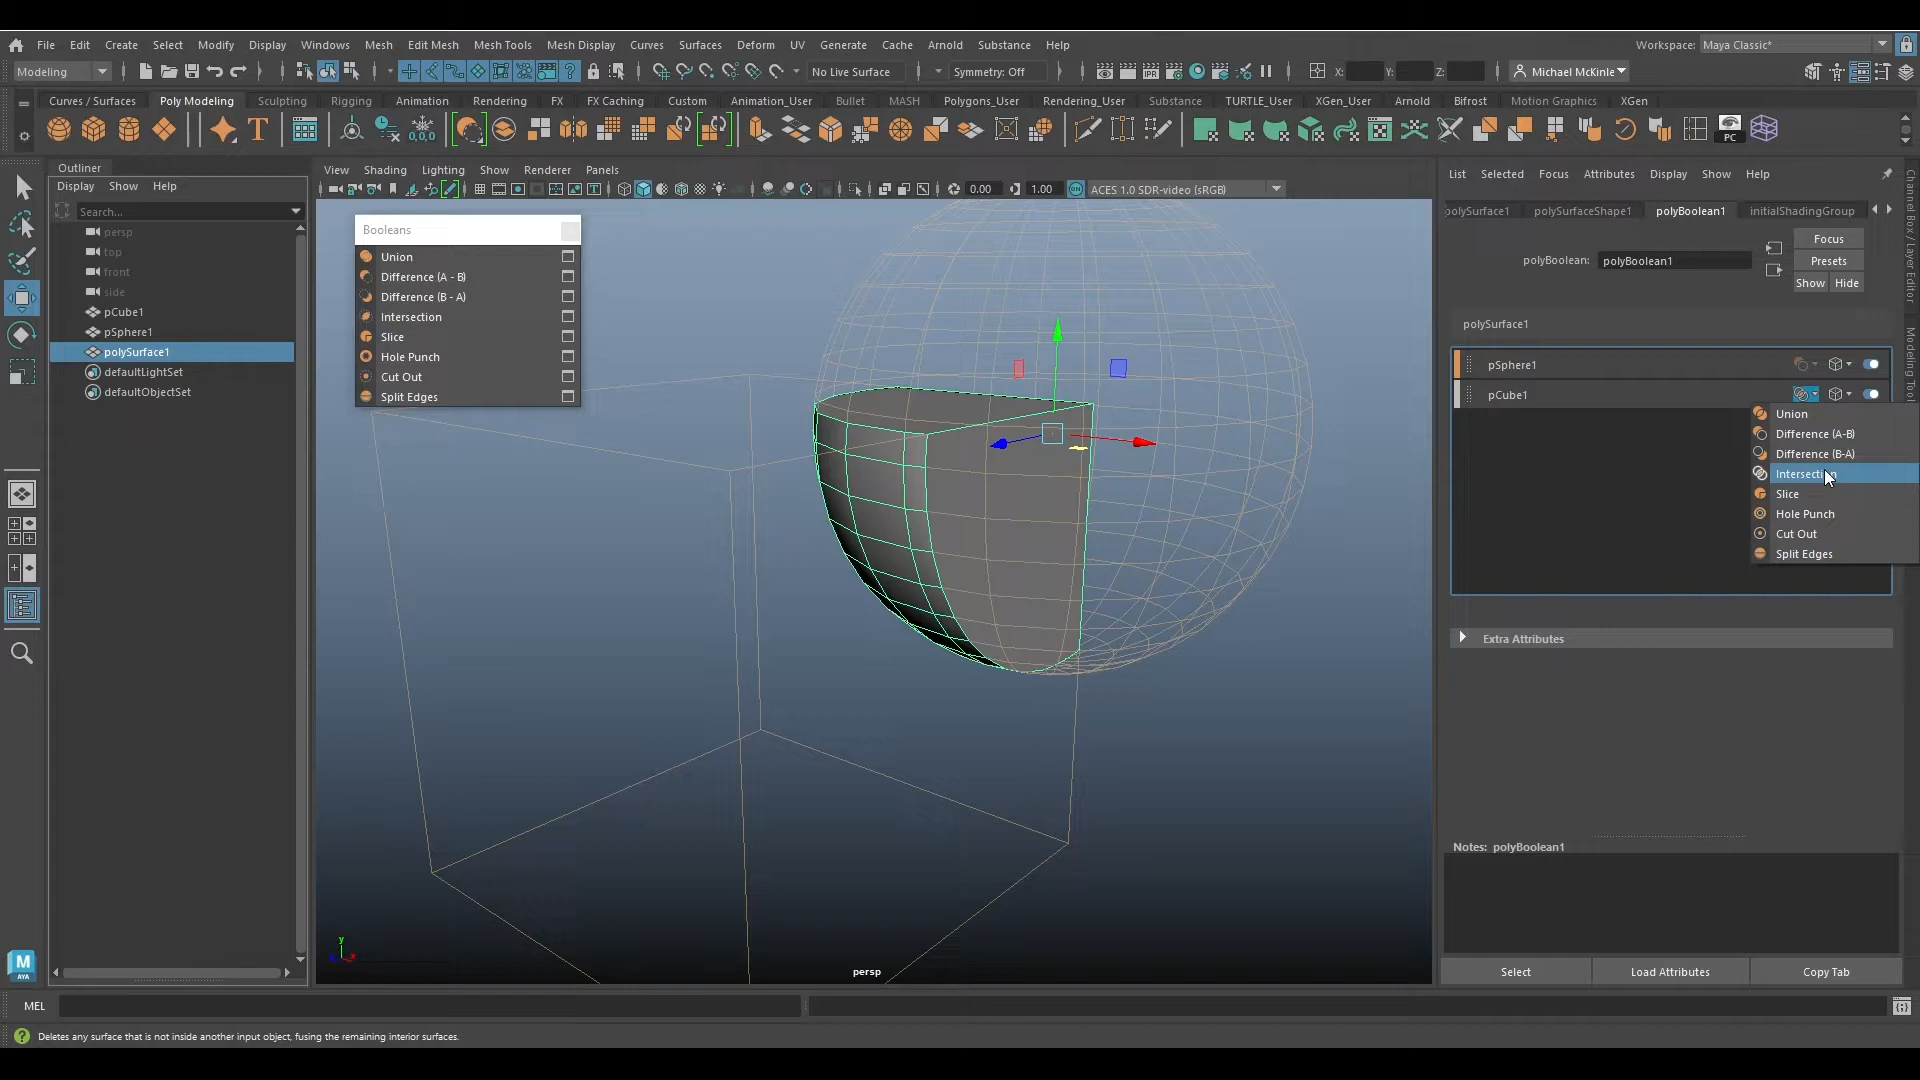 File Edit Create Select Modify Display Windows Mesh Edit Mesh Mesh Tools Mesh Display Curves Surfaces Deform UV Generate Cache Arnold Substance Help Workspace: Maya Classic*
Modeling No Live Surface Symmetry: Off X: Y: Z: Michael McKinle
Curves / Surfaces Poly Modeling Sculpting Rigging Animation Rendering FX FX Caching Custom Animation_User Bullet MASH Polygons_User Rendering_User Substance TURTLE_User XGen_User Arnold Bifrost Motion Graphics XGen
Outliner
Display Show Help
Search...
persp
top
front
side
pCube1
pSphere1
polySurface1
defaultLightSet
defaultObjectSet
View Shading Lighting Show Renderer Panels
0.00 1.00 ACES 1.0 SDR-video (sRGB)
Booleans
Union
Difference (A - B)
Difference (B - A)
Intersection
Slice
Hole Punch
Cut Out
Split Edges
persp
List Selected Focus Attributes Display Show Help
polySurface1 polySurfaceShape1 polyBoolean1 initialShadingGroup
polyBoolean: polyBoolean1
Focus
Presets
Show Hide
polySurface1
pSphere1
pCube1
Union
Difference (A-B)
Difference (B-A)
Intersection
Slice
Hole Punch
Cut Out
Split Edges
Extra Attributes
Notes: polyBoolean1
Select Load Attributes Copy Tab
Channel Box / Layer Editor
MEL
Deletes any surface that is not inside another input object, fusing the remaining interior surfaces.